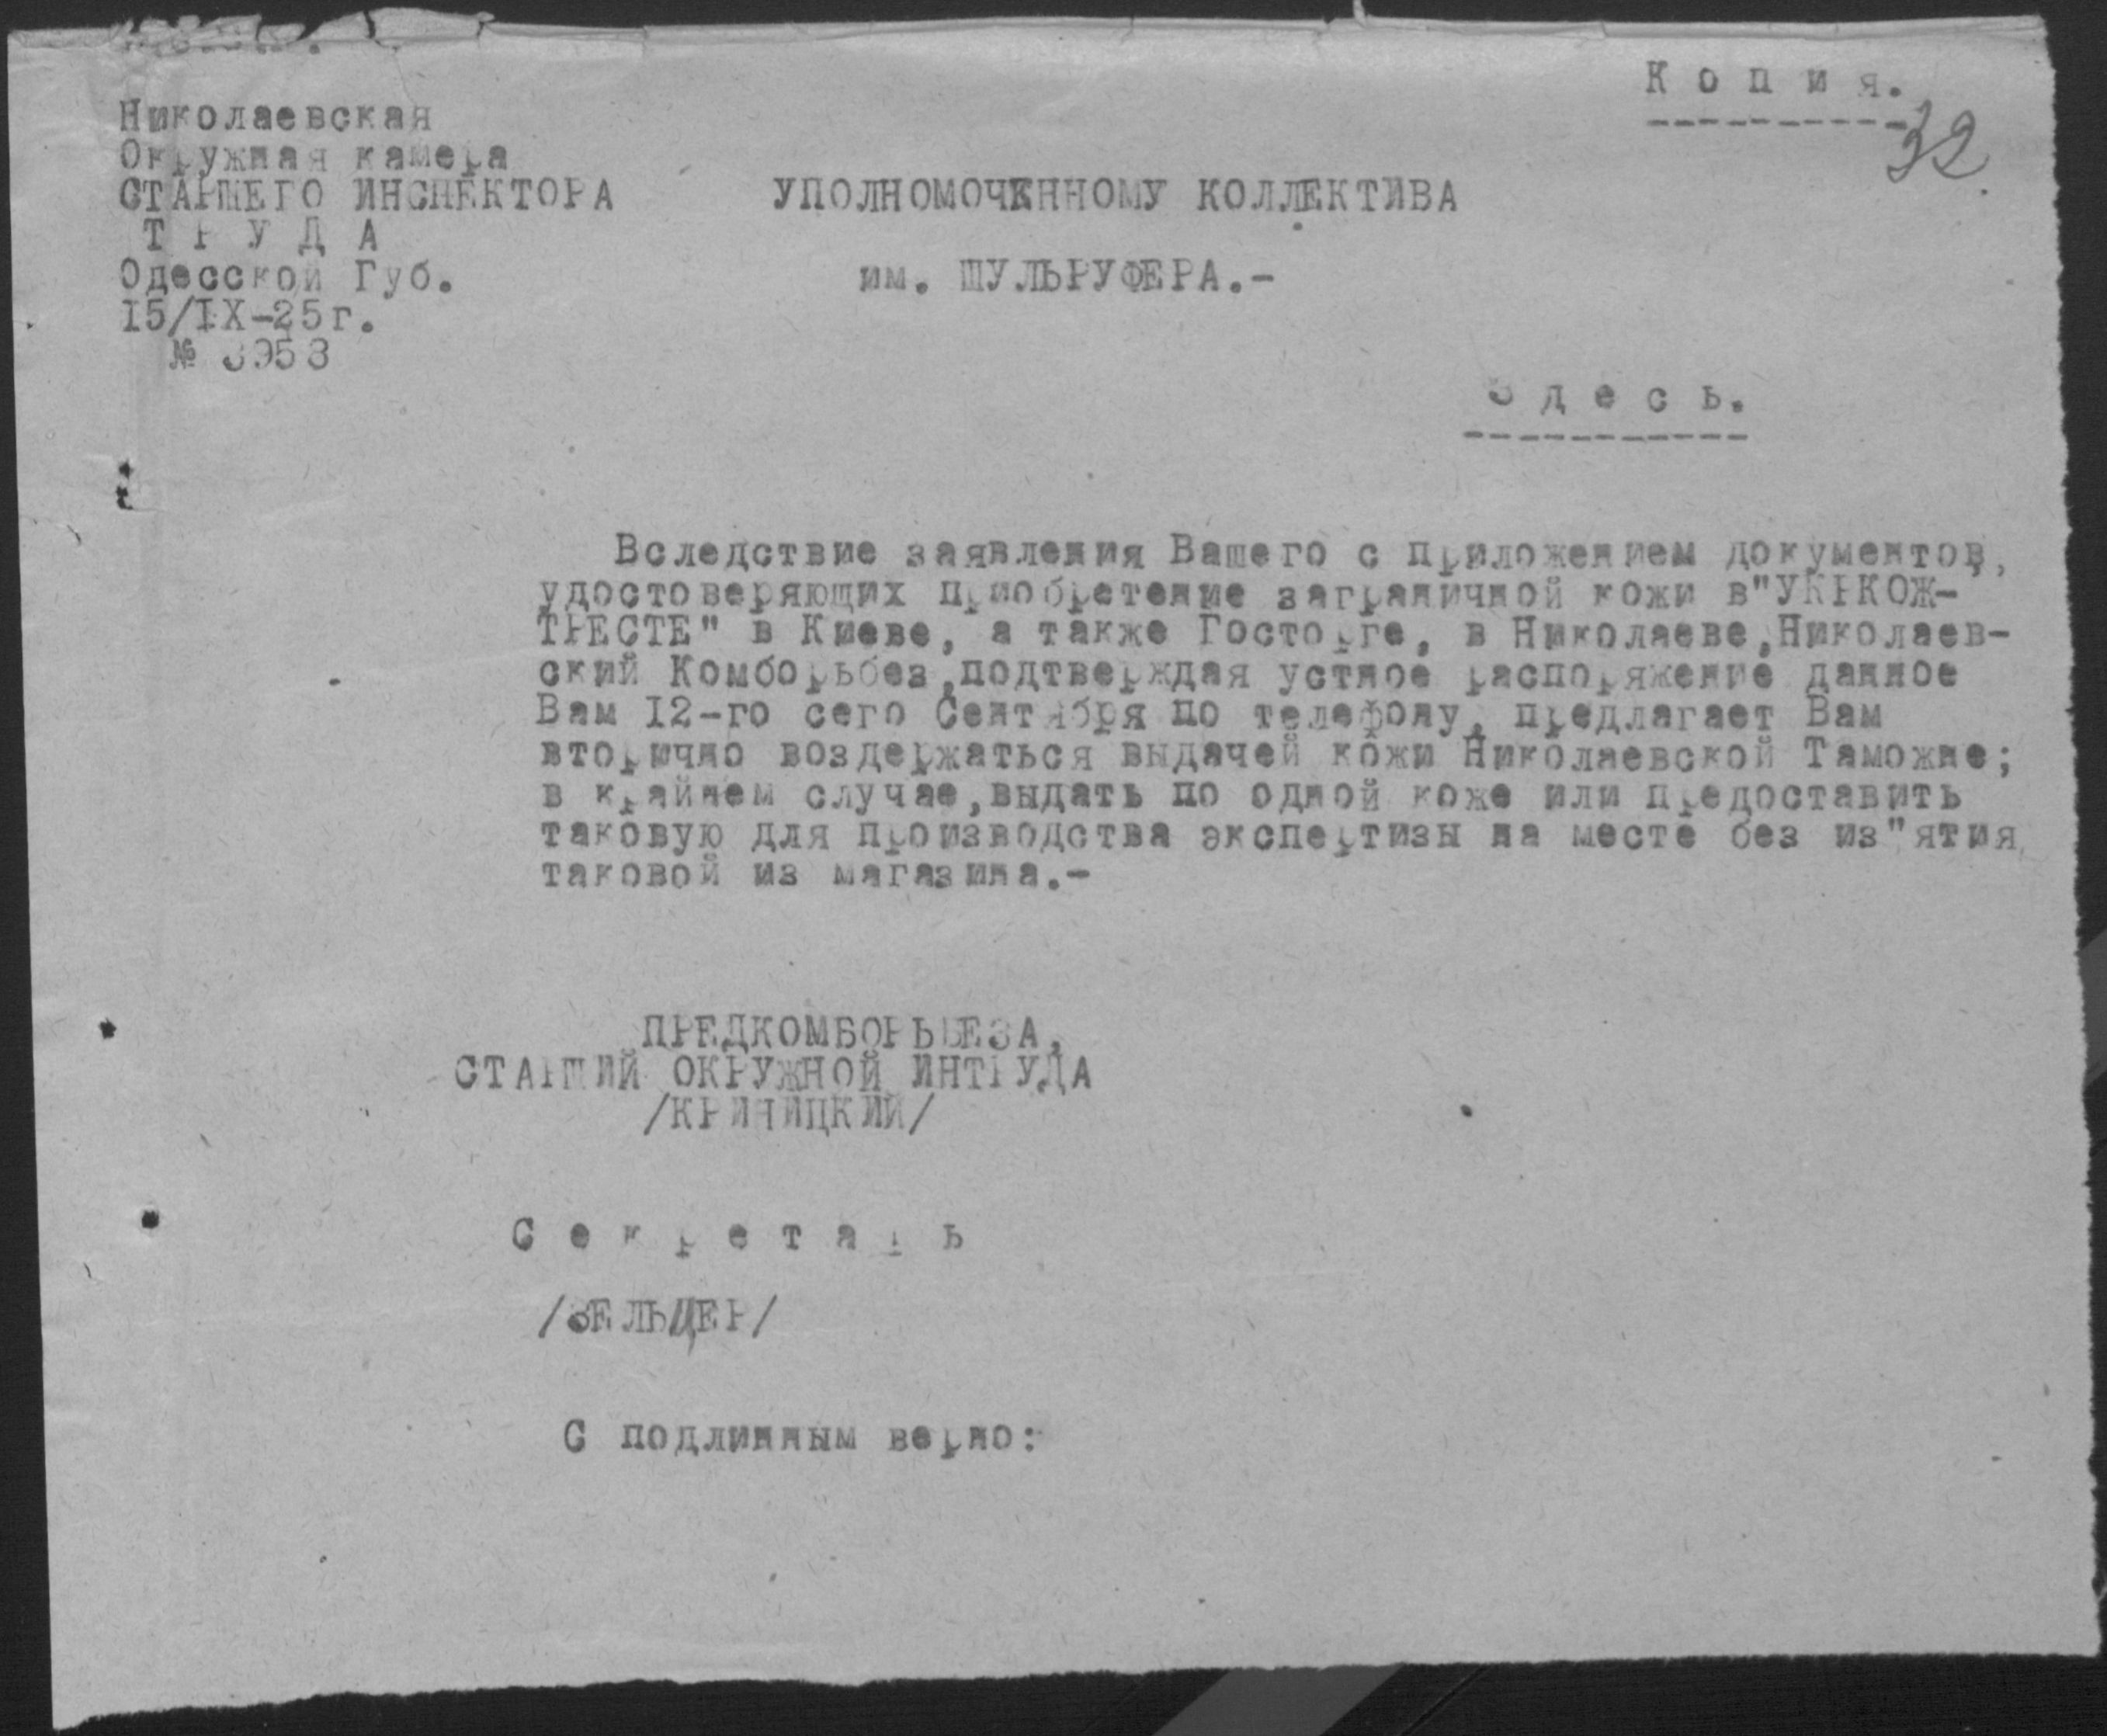 Копия.
32
Николаевская
Окружная камера
СТАРШЕГО ИНСПЕКТОРА
ТРУДА
Одесской Губ.
15/IX-25г.
№ 3953
УПОЛНОМОЧЕННОМУ КОЛЛЕКТИВА
им. ШУЛЬРУФЕРА.-
Здесь.
Вследствие заявления Вашего с приложением документов,
удостоверяющих приобретение заграничной кожи в"УКРКОЖ-
ТРЕСТЕ" в Киеве, а также Госторге, в Николаеве,Николаев-
ский Комборьбез,подтверждая устное распоряжение данное
Вам 12-го сего Сентября по телефону, предлагает Вам
вторично воздержаться выдачей кожи Николаевской Таможне;
в крайнем случае,выдать по одной коже или предоставить
таковую для производства экспертизы на месте без из"ятия
таковой из магазина.-
ПРЕДКОМБОРЬБЕЗА,
СТАРШИЙ ОКРУЖНОЙ ИНТРУДА
/КРИНИЦКИЙ/
Секретарь
/ЗЕЛЬЦЕР/
С подлинным верно: